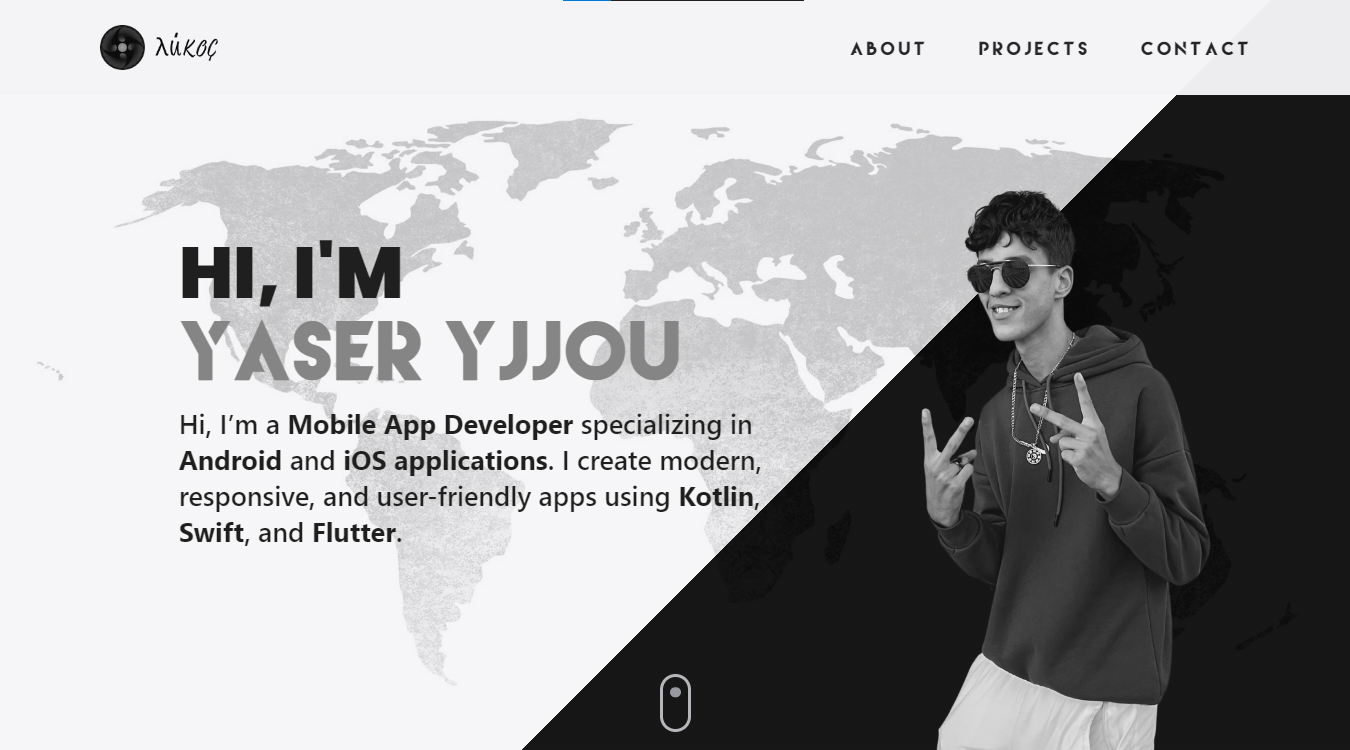 λύκος
ABOUT
PROJECTS
CONTACT
HI, I'M
YASER YJJOU
Hi, I’m a Mobile App Developer specializing in
Android and iOS applications. I create modern,
responsive, and user-friendly apps using Kotlin,
Swift, and Flutter.